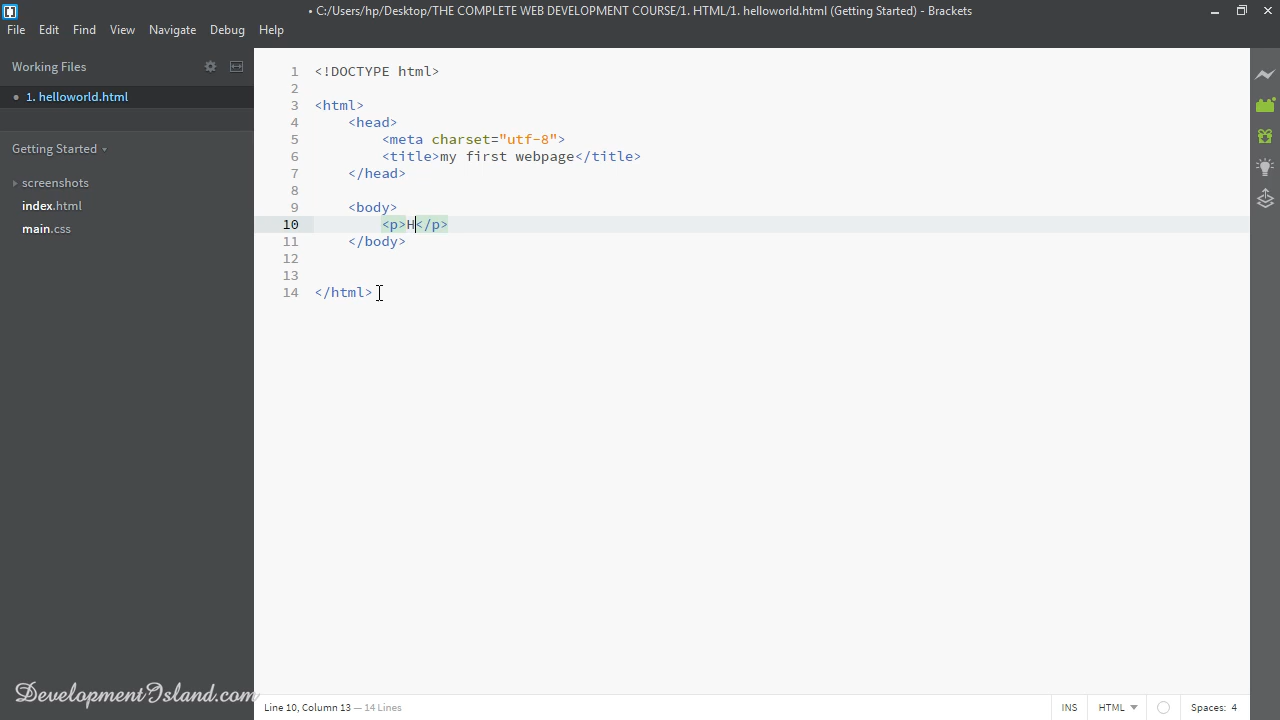 • C:/Users/hp/Desktop/THE COMPLETE WEB DEVELOPMENT COURSE/1. HTML/1. helloworld.html (Getting Started) - Brackets
File Edit Find View Navigate Debug Help
Working Files
• 1. helloworld.html
Getting Started
screenshots
index.html
main.css
1 <!DOCTYPE html>
2
3 <html>
4 <head>
5 <meta charset="utf-8">
6 <title>my first webpage</title>
7 </head>
8
9 <body>
10 <p>H</p>
11 </body>
12
13
14 </html>
DevelopmentIsland.com
Line 10, Column 13 — 14 Lines INS HTML Spaces: 4